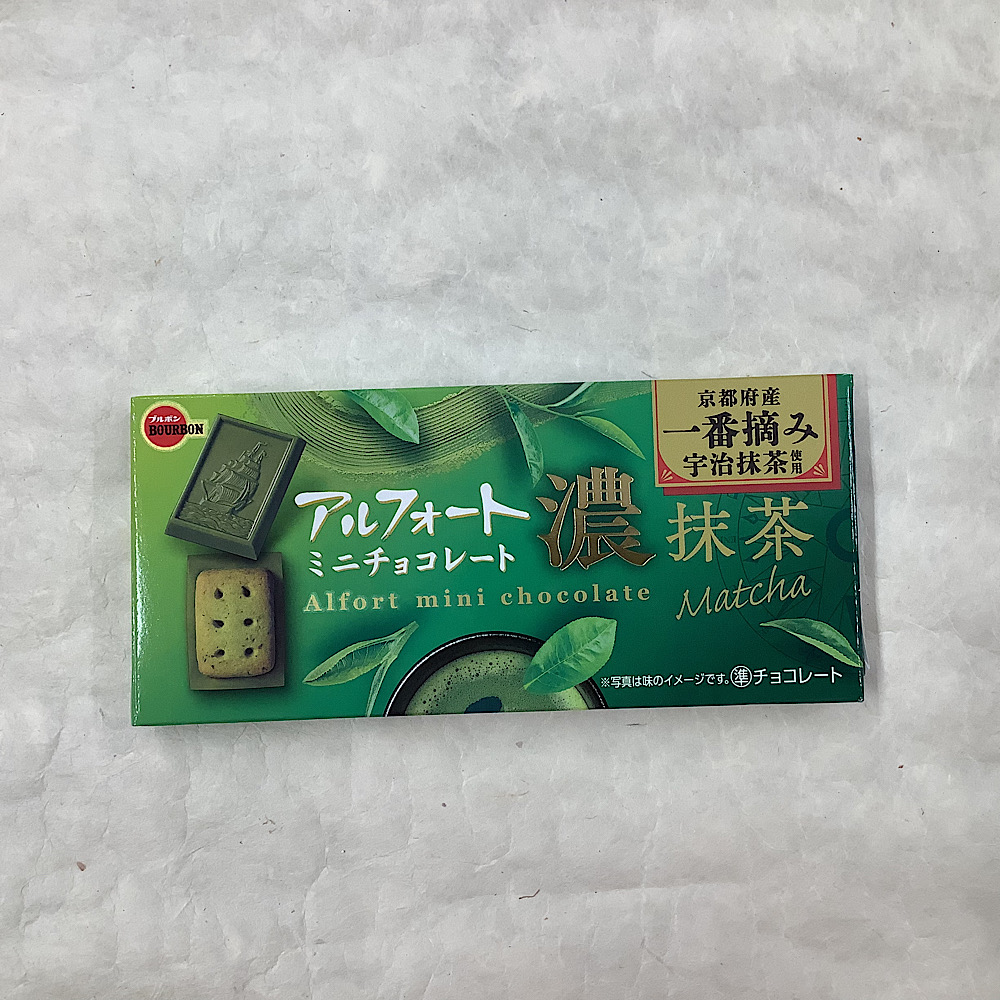 ブルボン
BOURBON
京都府産
一番摘み
宇治抹茶使用
アルフォート
ミニチョコレート
Alfort mini chocolate
濃抹茶
Matcha
※写真は味のイメージです。準チョコレート